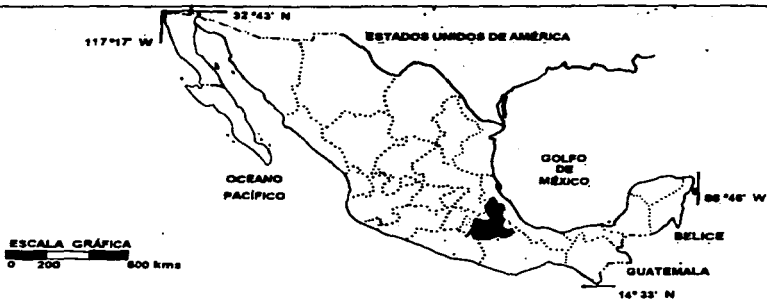 32°43' N
117°17' W
ESTADOS UNIDOS DE AMÉRICA
OCEANO
PACÍFICO
GOLFO
DE
MÉXICO
86°46' W
BELICE
GUATEMALA
14°33' N
ESCALA GRÁFICA
0 200 600 kms